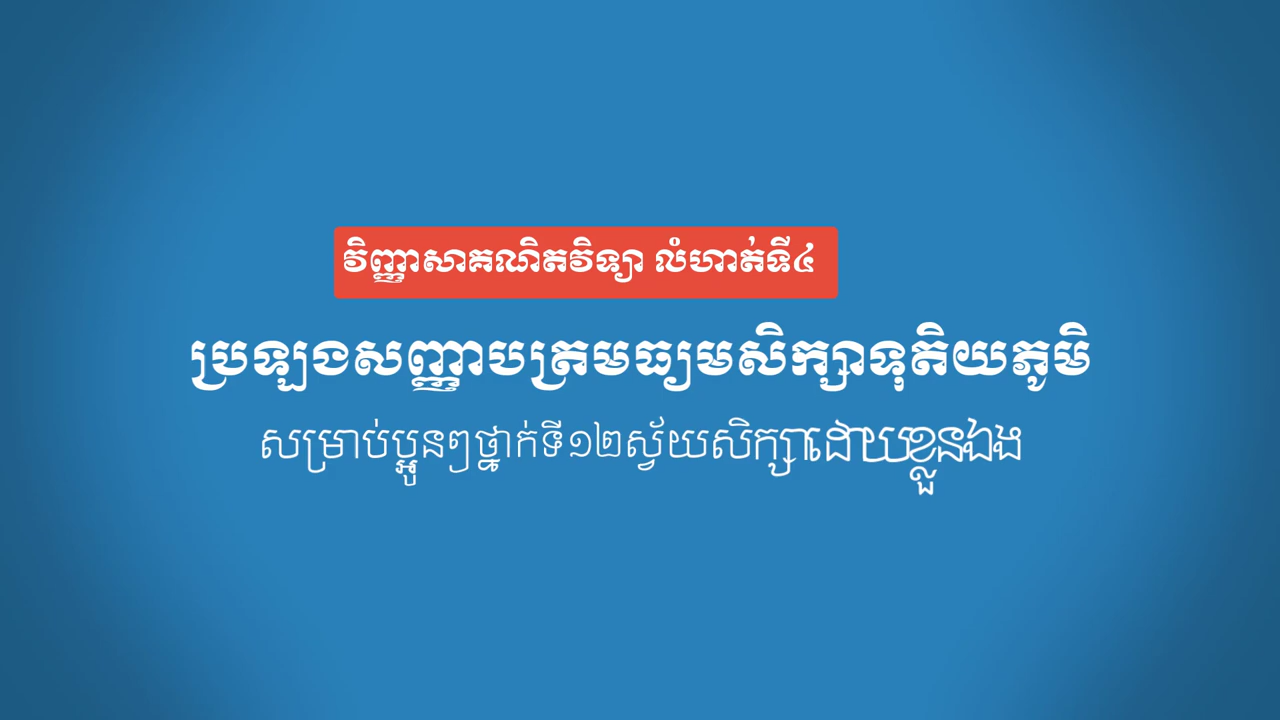 វិញ្ញាសាគណិតវិទ្យា លំហាត់ទី៤
ប្រឡងសញ្ញាបត្រមធ្យមសិក្សាទុតិយភូមិ
សម្រាប់ប្អូនៗថ្នាក់ទី១២ស្វ័យសិក្សាដោយខ្លួនឯង